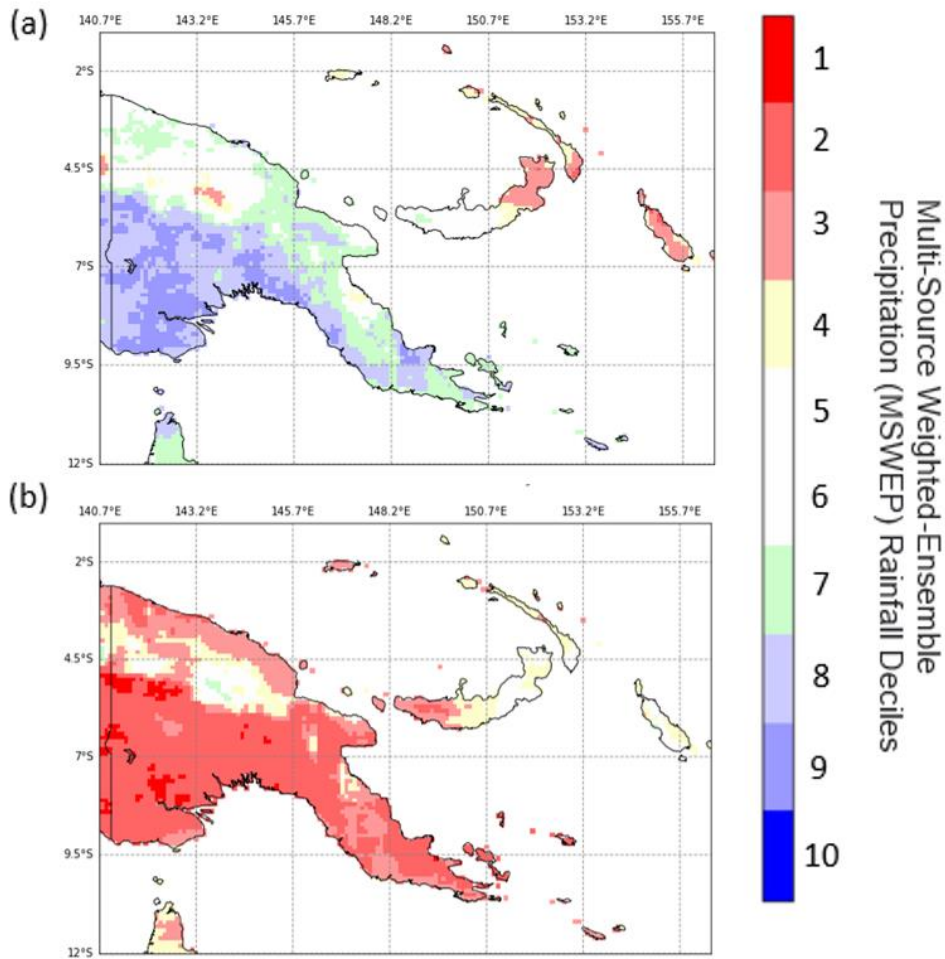 (a)
140.7°E 143.2°E 145.7°E 148.2°E 150.7°E 153.2°E 155.7°E
2°S
4.5°S
7°S
9.5°S
12°S
(b)
140.7°E 143.2°E 145.7°E 148.2°E 150.7°E 153.2°E 155.7°E
2°S
4.5°S
7°S
9.5°S
12°S
1
2
3
4
5
6
7
8
9
10
Multi-Source Weighted-Ensemble
Precipitation (MSWEP) Rainfall Deciles